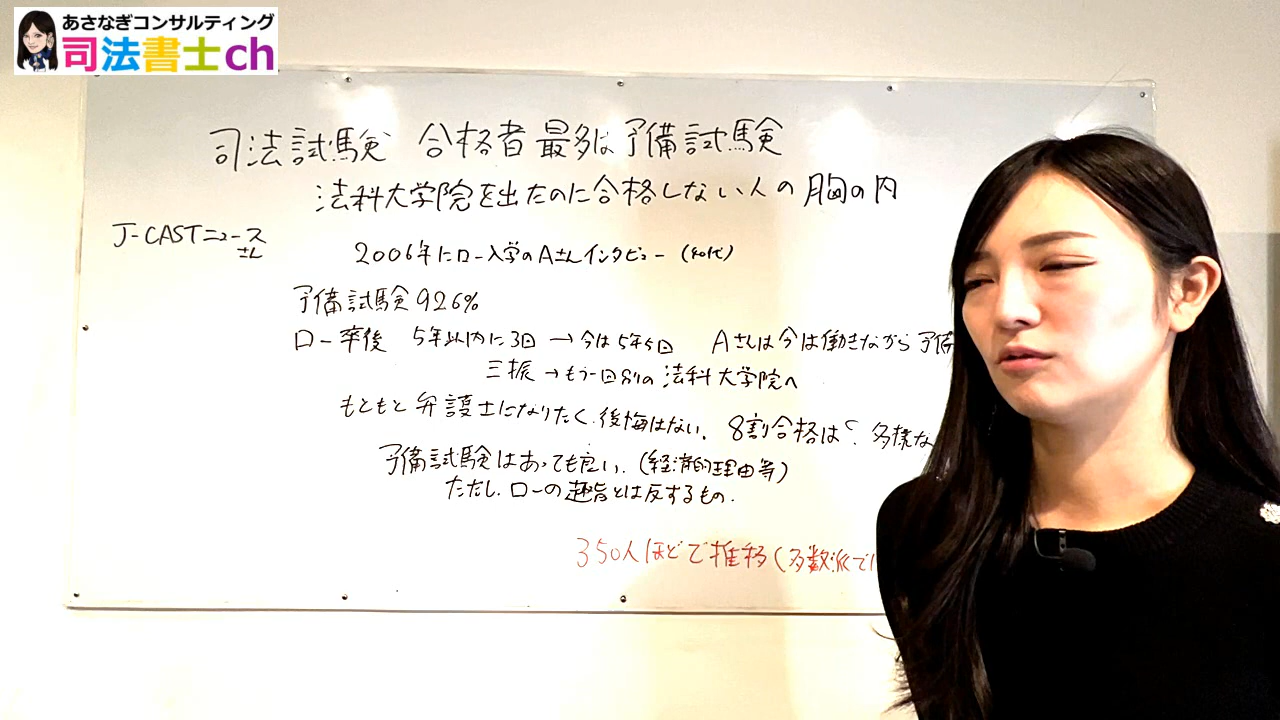 あさなぎコンサルティング
司法書士ch
司法試験 合格者最多は予備試験
法科大学院を出たのに合格しない人の胸の内
J-CASTニュース
さん
2006年にロー入学のAさんインタビュー (40代)
予備試験 92.6%
ロー卒後 5年以内に3回 → 今は5年5回 Aさんは今は働きながら予備
三振 → もう一回別の法科大学院へ
もともと弁護士になりたく、後悔はない。 8割合格は? 多様な
予備試験はあっても良い。(経済的理由等)
ただし、ローの趣旨とは反するもの。
350人ほどで推移(多数派で